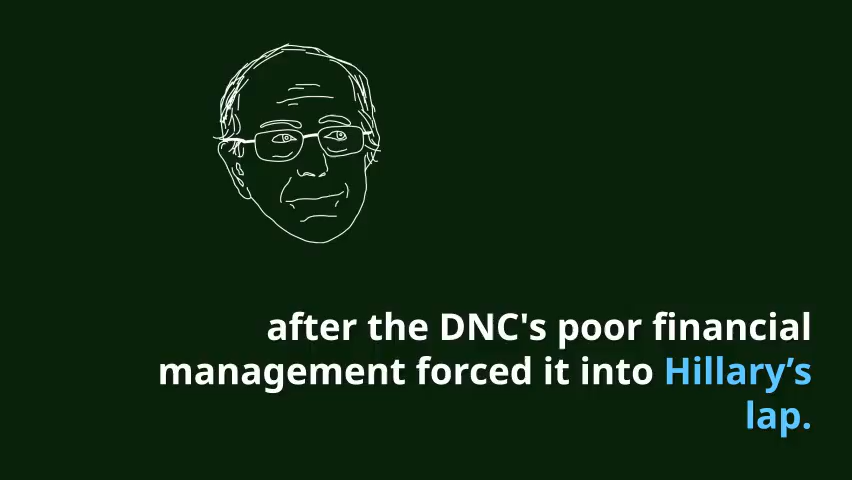 after the DNC's poor financial
management forced it into Hillary’s
lap.